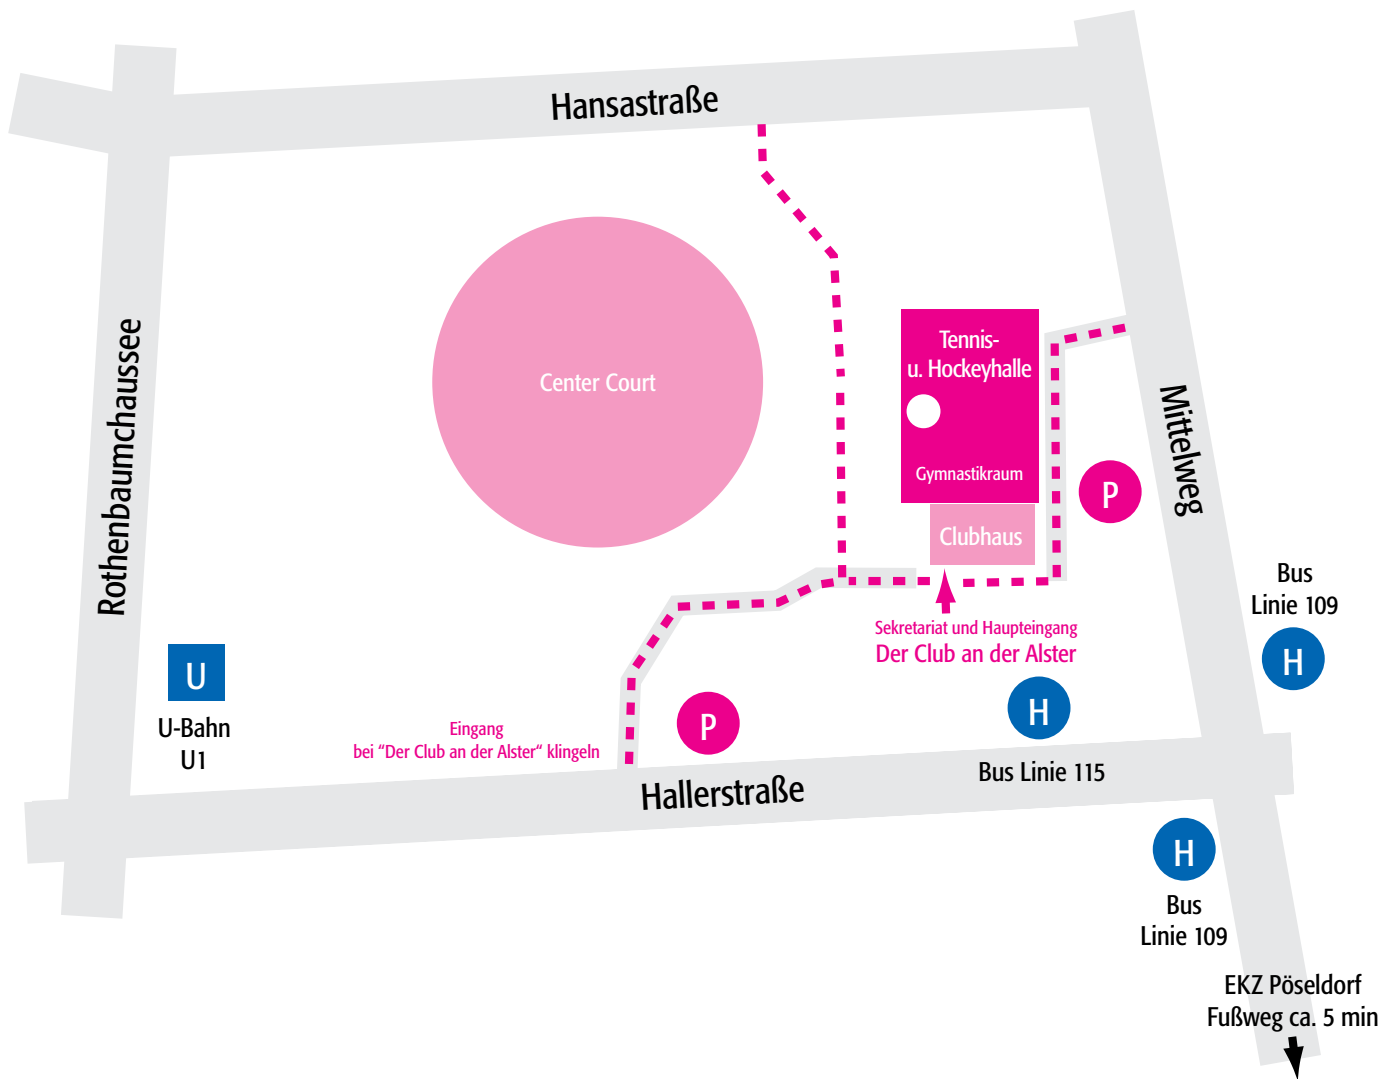 Hansastraße
Rothenbaumchaussee
Center Court
Tennis-
u. Hockeyhalle
Gymnastikraum
Clubhaus
Mittelweg
P
Bus
Linie 109
H
Sekretariat und Haupteingang
Der Club an der Alster
U
U-Bahn
U1
Eingang
bei “Der Club an der Alster“ klingeln
P
H
Bus Linie 115
Hallerstraße
H
Bus
Linie 109
EKZ Pöseldorf
Fußweg ca. 5 min